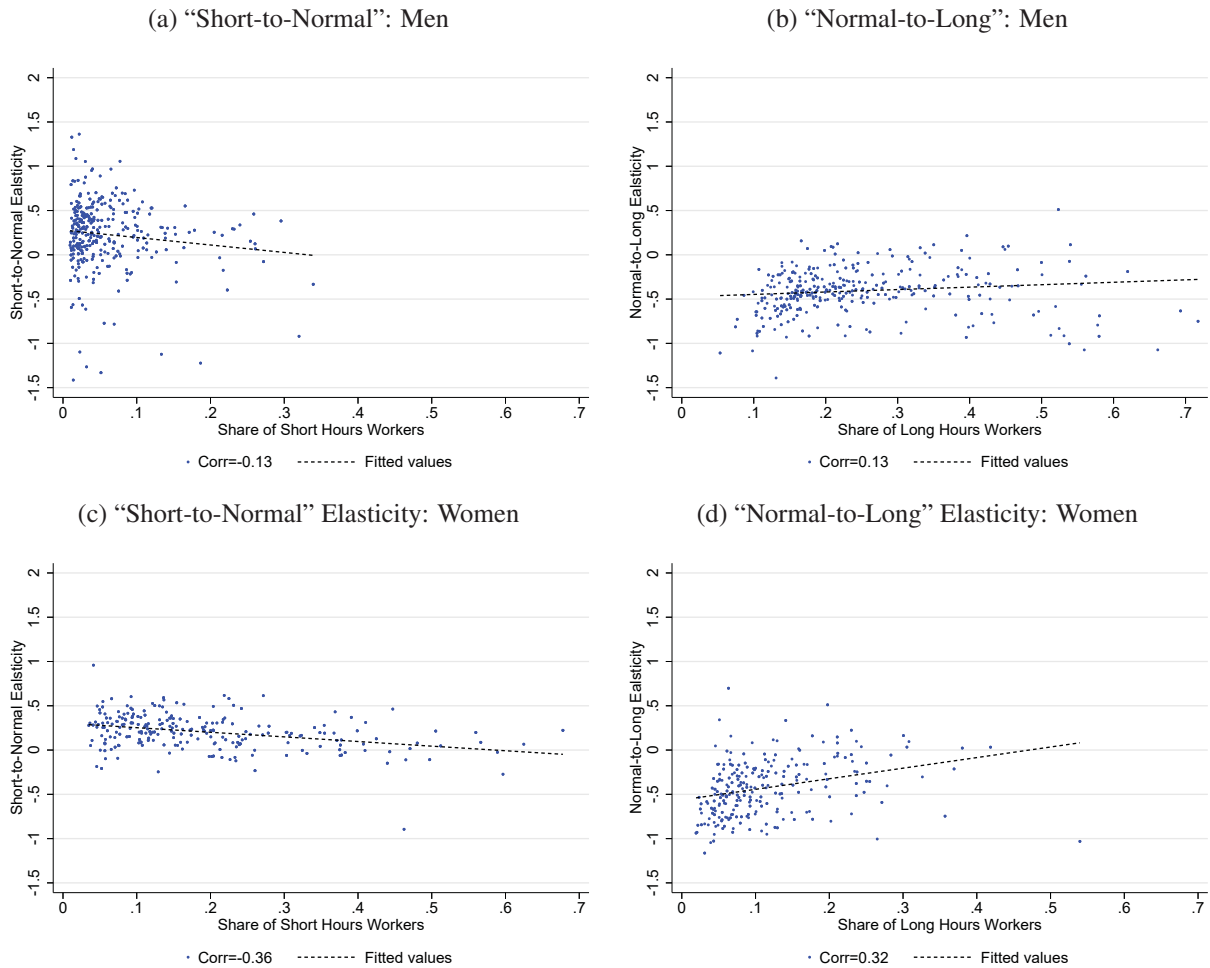 (a) “Short-to-Normal”: Men
Short-to-Normal Ealsticity
2
1.5
1
.5
0
-.5
-1
-1.5
0 .1 .2 .3 .4 .5 .6 .7
Share of Short Hours Workers
Corr=-0.13 Fitted values
(b) “Normal-to-Long”: Men
Normal-to-Long Ealsticity
2
1.5
1
.5
0
-.5
-1
-1.5
0 .1 .2 .3 .4 .5 .6 .7
Share of Long Hours Workers
Corr=0.13 Fitted values
(c) “Short-to-Normal” Elasticity: Women
Short-to-Normal Ealsticity
2
1.5
1
.5
0
-.5
-1
-1.5
0 .1 .2 .3 .4 .5 .6 .7
Share of Short Hours Workers
Corr=-0.36 Fitted values
(d) “Normal-to-Long” Elasticity: Women
Normal-to-Long Ealsticity
2
1.5
1
.5
0
-.5
-1
-1.5
0 .1 .2 .3 .4 .5 .6 .7
Share of Long Hours Workers
Corr=0.32 Fitted values